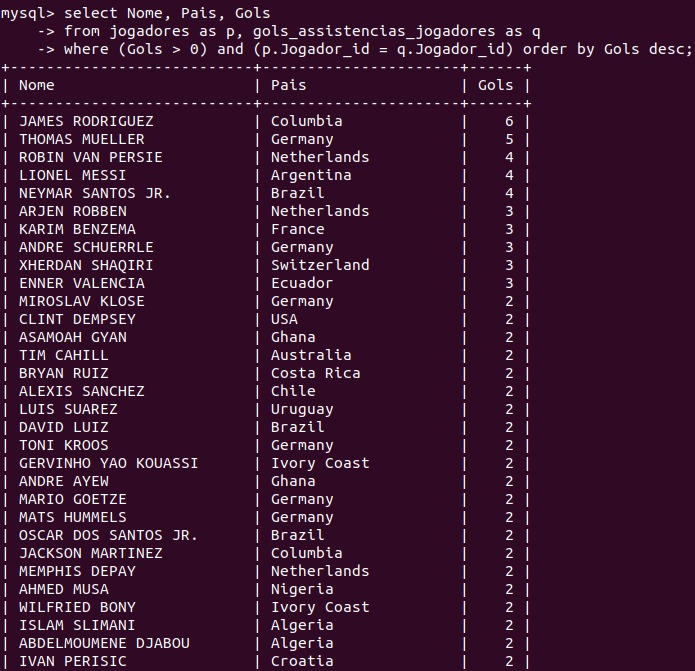 mysql> select Nome, Pais, Gols
    -> from jogadores as p, gols_assistencias_jogadores as q
    -> where (Gols > 0) and (p.Jogador_id = q.Jogador_id) order by Gols desc;
+---------------------------+----------------------+------+
| Nome                      | Pais                 | Gols |
+---------------------------+----------------------+------+
| JAMES RODRIGUEZ           | Columbia             |    6 |
| THOMAS MUELLER            | Germany              |    5 |
| ROBIN VAN PERSIE          | Netherlands          |    4 |
| LIONEL MESSI              | Argentina            |    4 |
| NEYMAR SANTOS JR.         | Brazil               |    4 |
| ARJEN ROBBEN              | Netherlands          |    3 |
| KARIM BENZEMA             | France               |    3 |
| ANDRE SCHUERRLE           | Germany              |    3 |
| XHERDAN SHAQIRI           | Switzerland          |    3 |
| ENNER VALENCIA            | Ecuador              |    3 |
| MIROSLAV KLOSE            | Germany              |    2 |
| CLINT DEMPSEY             | USA                  |    2 |
| ASAMOAH GYAN              | Ghana                |    2 |
| TIM CAHILL                | Australia            |    2 |
| BRYAN RUIZ                | Costa Rica           |    2 |
| ALEXIS SANCHEZ            | Chile                |    2 |
| LUIS SUAREZ               | Uruguay              |    2 |
| DAVID LUIZ                | Brazil               |    2 |
| TONI KROOS                | Germany              |    2 |
| GERVINHO YAO KOUASSI      | Ivory Coast          |    2 |
| ANDRE AYEW                | Ghana                |    2 |
| MARIO GOETZE              | Germany              |    2 |
| MATS HUMMELS              | Germany              |    2 |
| OSCAR DOS SANTOS JR.      | Brazil               |    2 |
| JACKSON MARTINEZ          | Columbia             |    2 |
| MEMPHIS DEPAY             | Netherlands          |    2 |
| AHMED MUSA                | Nigeria              |    2 |
| WILFRIED BONY             | Ivory Coast          |    2 |
| ISLAM SLIMANI             | Algeria              |    2 |
| ABDELMOUMENE DJABOU       | Algeria              |    2 |
| IVAN PERISIC              | Croatia              |    2 |